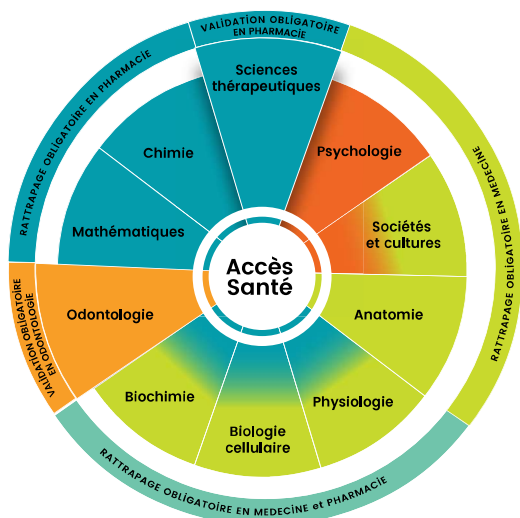 VALIDATION OBLIGATOIRE
EN PHARMACIE
Sciences
thérapeutiques
Psychologie
Sociétés
et cultures
Anatomie
Physiologie
Biologie
cellulaire
Biochimie
Odontologie
Mathématiques
Chimie
Accès
Santé
RATTRAPAGE OBLIGATOIRE EN MEDECINE
RATTRAPAGE OBLIGATOIRE EN MEDECINE et PHARMACIE
VALIDATION OBLIGATOIRE
EN ODONTOLOGIE
RATTRAPAGE OBLIGATOIRE EN PHARMACIE